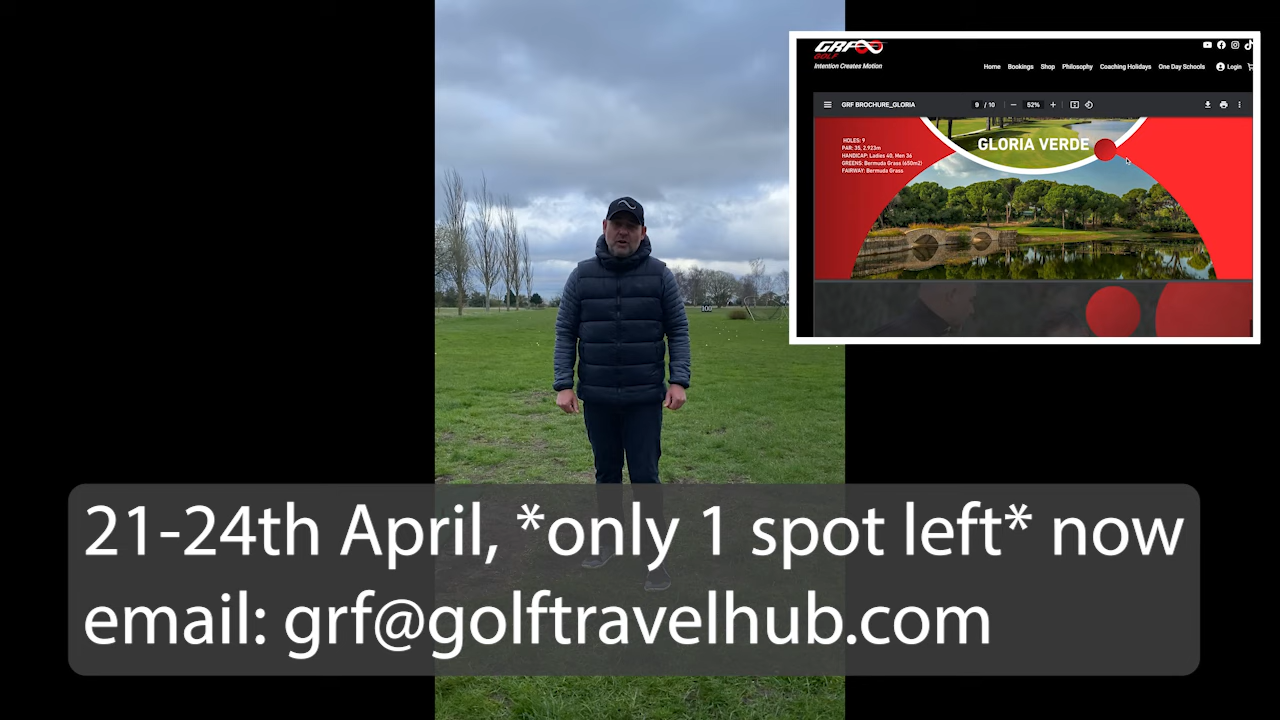 GRF
GOLF
Intention Creates Motion
Home Bookings Shop Philosophy Coaching Holidays One Day Schools Login
GRF BROCHURE_GLORIA 9 / 10 52%
GLORIA VERDE
HOLES: 9
PAR: 35, 2.923m
HANDICAP: Ladies 40, Men 36
GREENS: Bermuda Grass (650m2)
FAIRWAY: Bermuda Grass
100
21-24th April, *only 1 spot left* now
email: grf@golftravelhub.com